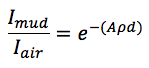 I_mud / I_air = e^−(Aρd)